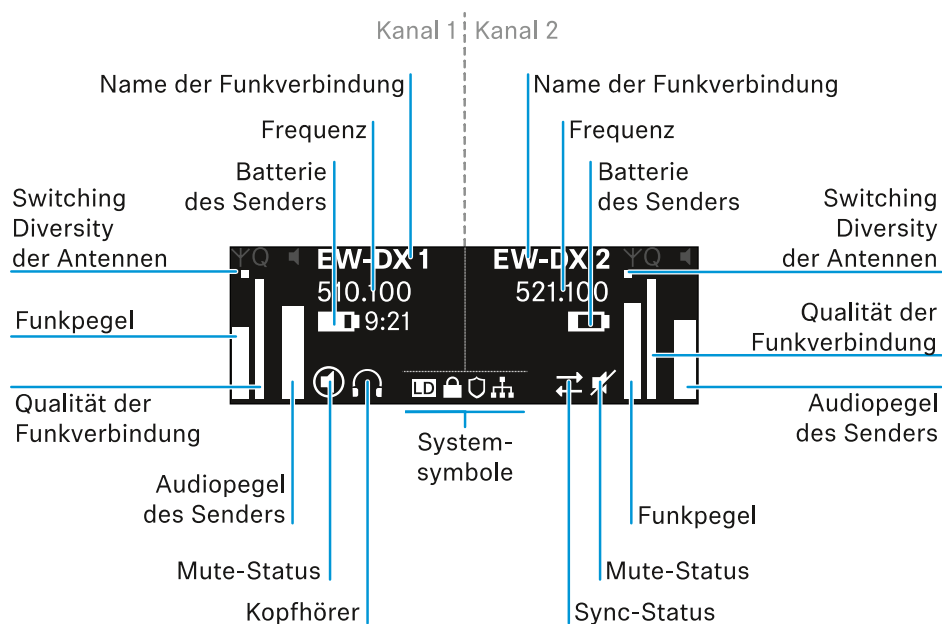 Kanal 1
Kanal 2
Name der Funkverbindung
Name der Funkverbindung
Frequenz
Frequenz
Batterie
des Senders
Batterie
des Senders
Switching
Diversity
der Antennen
Switching
Diversity
der Antennen
Q
EW-DX 1
EW-DX 2
Q
510.100
521.100
9:21
LD
Funkpegel
Qualität der
Funkverbindung
Qualität der
Funkverbindung
Audiopegel
des Senders
System-
symbole
Audiopegel
des Senders
Funkpegel
Mute-Status
Mute-Status
Kopfhörer
Sync-Status